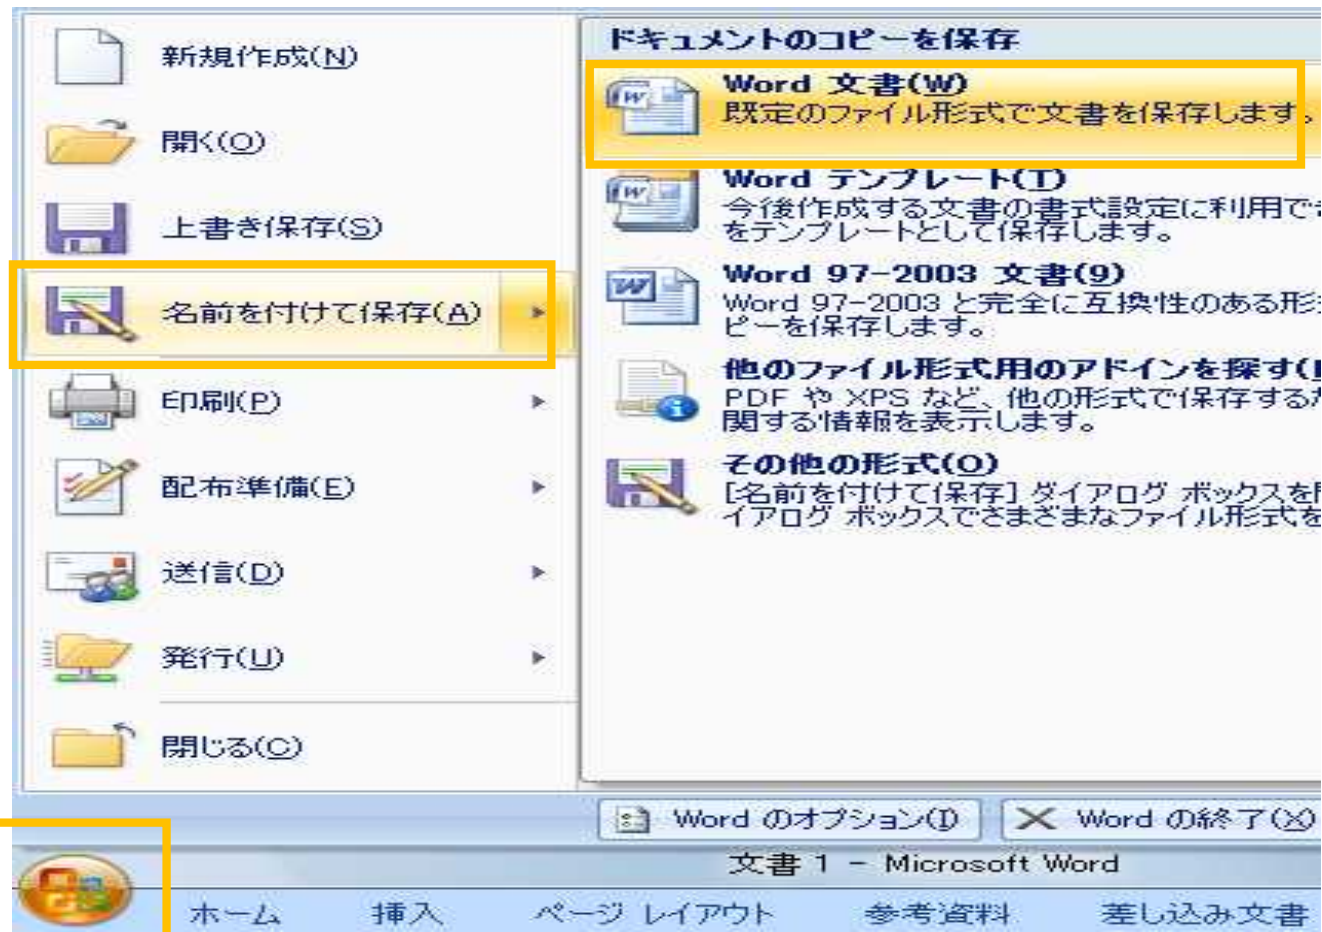 新規作成(N)
開く(O)
上書き保存(S)
名前を付けて保存(A)
印刷(P)
配布準備(E)
送信(D)
発行(U)
閉じる(C)
ドキュメントのコピーを保存
Word 文書(W)
既定のファイル形式で文書を保存します。
Word テンプレート(T)
今後作成する文書の書式設定に利用でき
をテンプレートとして保存します。
Word 97-2003 文書(9)
Word 97-2003 と完全に互換性のある形
ピーを保存します。
他のファイル形式用のアドインを探す(
PDF や XPS など、他の形式で保存する
関する情報を表示します。
その他の形式(O)
[名前を付けて保存] ダイアログ ボックスを
イアログ ボックスでさまざまなファイル形式を
Word のオプション(I) Word の終了(X)
文書 1 - Microsoft Word
ホーム 挿入 ページ レイアウト 参考資料 差し込み文書